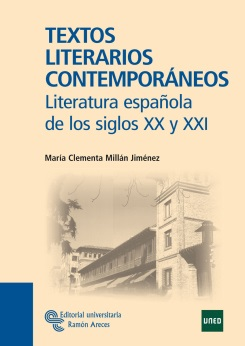 TEXTOS
LITERARIOS
CONTEMPORÁNEOS
Literatura española
de los siglos XX y XXI
María Clementa Millán Jiménez
Editorial universitaria
Ramón Areces
UNED